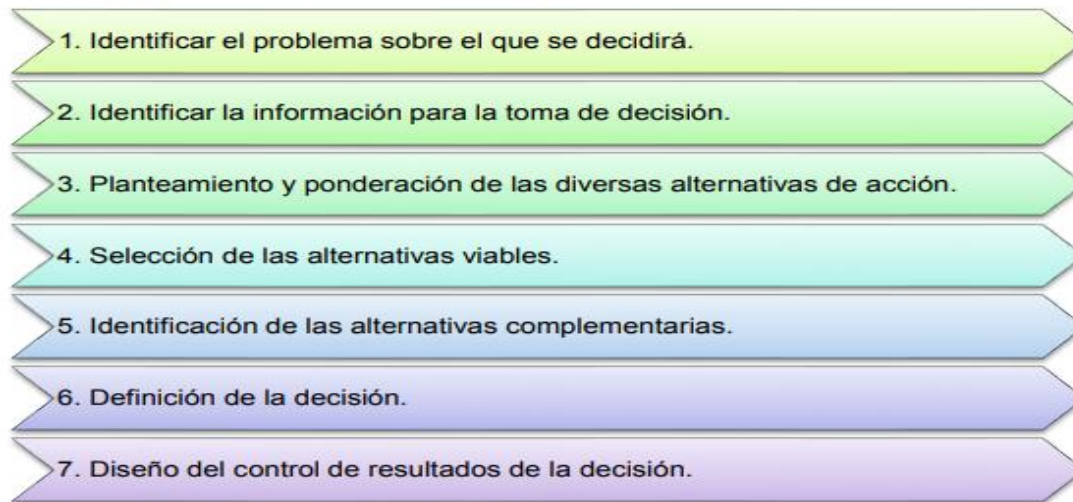 1. Identificar el problema sobre el que se decidirá.
2. Identificar la información para la toma de decisión.
3. Planteamiento y ponderación de las diversas alternativas de acción.
4. Selección de las alternativas viables.
5. Identificación de las alternativas complementarias.
6. Definición de la decisión.
7. Diseño del control de resultados de la decisión.